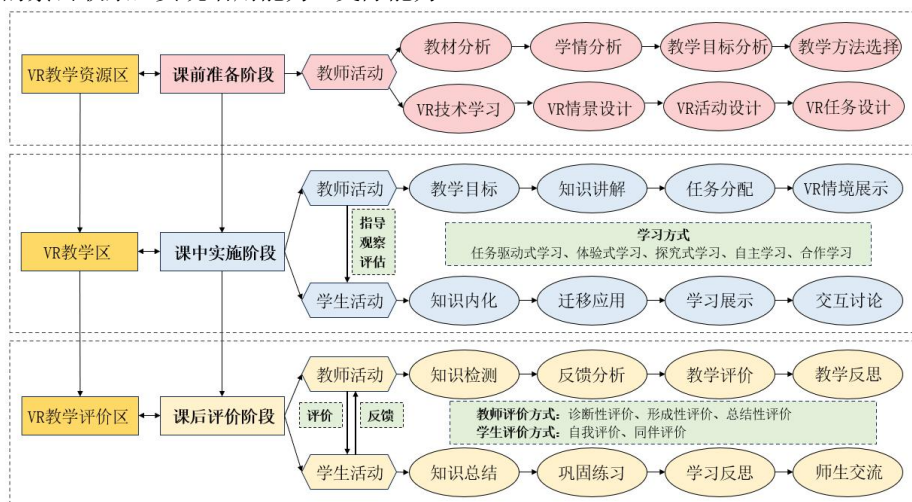 教材分析 学情分析 教学目标分析 教学方法选择
VR教学资源区 课前准备阶段 教师活动
VR技术学习 VR情景设计 VR活动设计 VR任务设计
教师活动 教学目标 知识讲解 任务分配 VR情境展示
指导
观察
评估
学习方式
任务驱动式学习、体验式学习、探究式学习、自主学习、合作学习
VR教学区 课中实施阶段
学生活动 知识内化 迁移应用 学习展示 交互讨论
教师活动 知识检测 反馈分析 教学评价 教学反思
VR教学评价区 课后评价阶段 评价 反馈
教师评价方式：诊断性评价、形成性评价、总结性评价
学生评价方式：自我评价、同伴评价
学生活动 知识总结 巩固练习 学习反思 师生交流